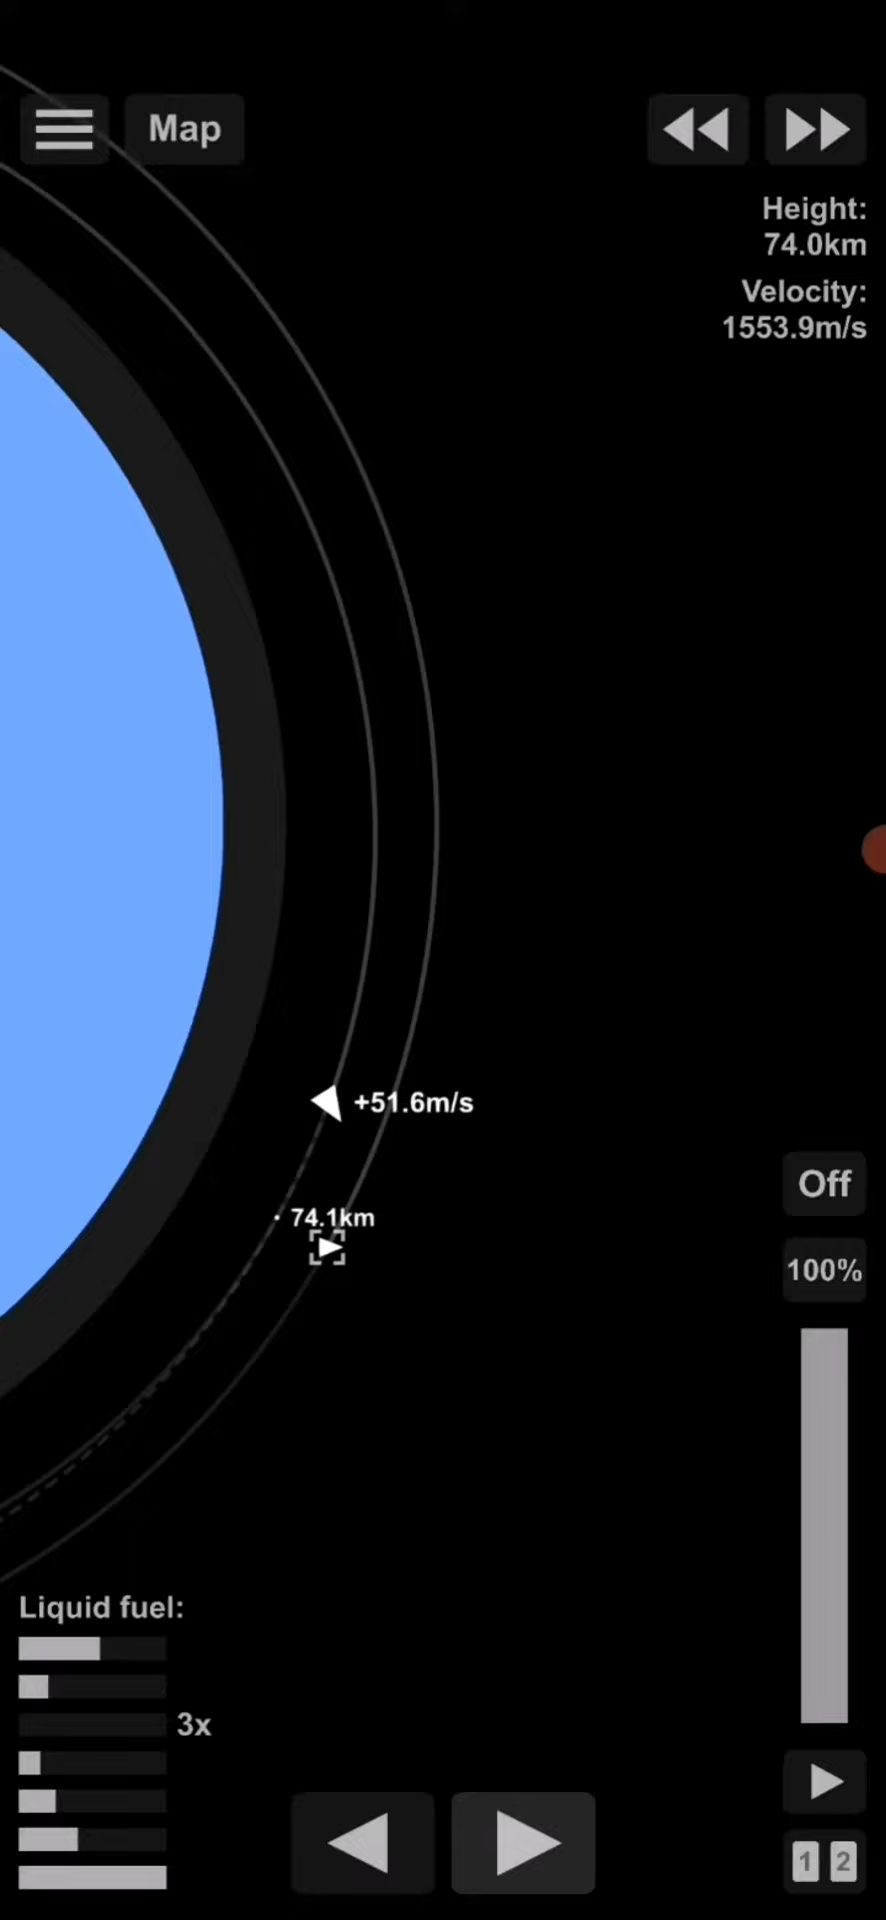 Map
Height:
74.0km
Velocity:
1553.9m/s
+51.6m/s
74.1km
Off
100%
Liquid fuel:
3x
1 2